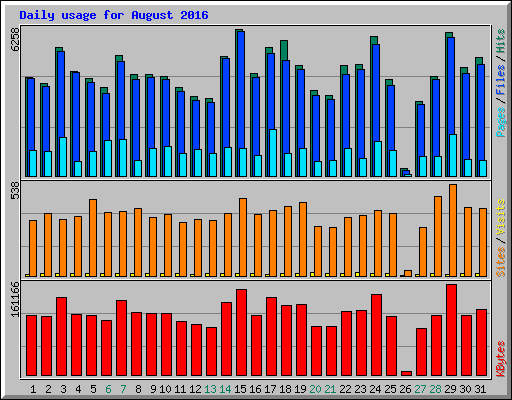 Daily usage for August 2016
6258
Pages / Files / Hits
538
Sites / Visits
161166
KBytes
1 2 3 4 5 6 7 8 9 10 11 12 13 14 15 16 17 18 19 20 21 22 23 24 25 26 27 28 29 30 31